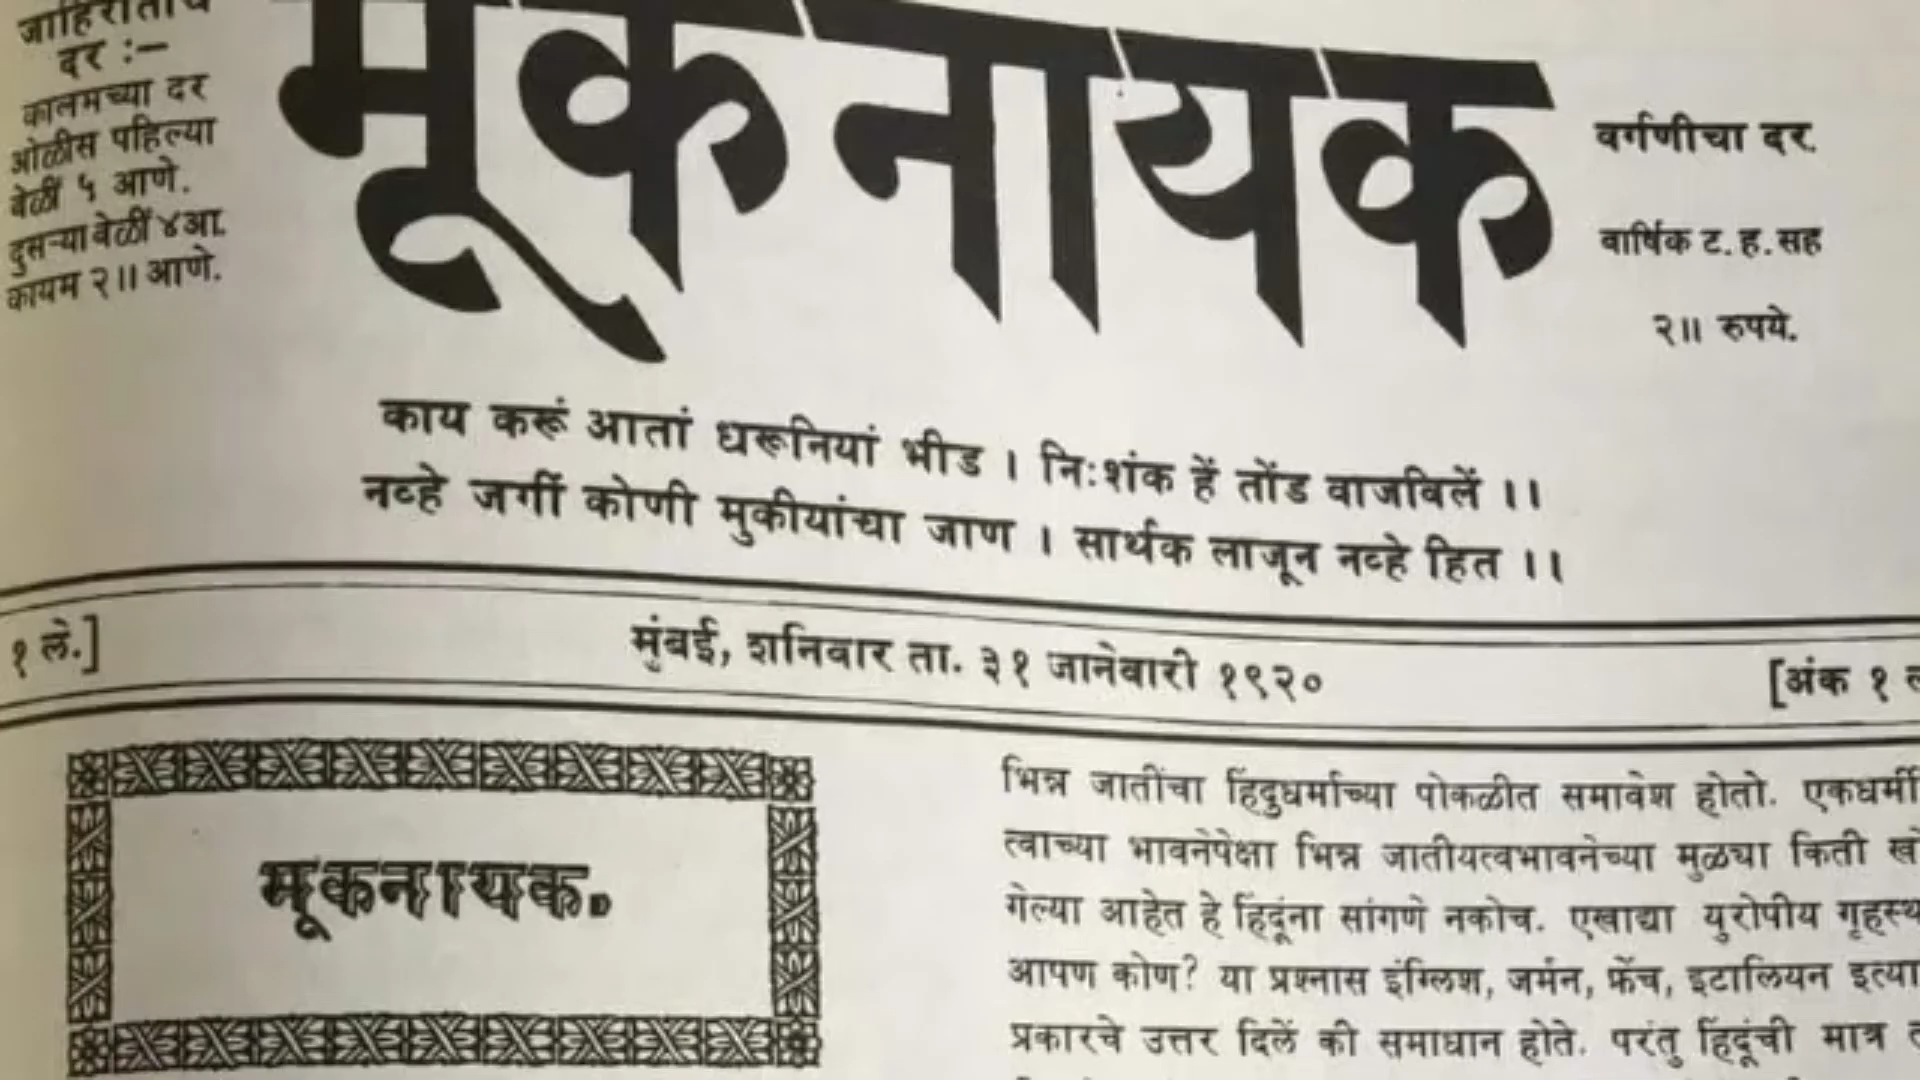 जाहिरातीचे
दर :—
कालमच्या दर
ओळीस पहिल्या
वेळीं ५ आणे.
दुसऱ्या वेळीं ४ आ.
कायम २॥ आणे.
मूकनायक
वर्गणीचा दर.
वार्षिक ट. ह. सह
२॥ रुपये.
काय करूं आतां धरूनियां भीड । निःशंक हें तोंड वाजविलें ।।
नव्हे जगीं कोणी मुकीयांचा जाण । सार्थक लाजून नव्हे हित ।।
१ ले.] मुंबई, शनिवार ता. ३१ जानेवारी १९२० [अंक १
मूकनायक.
भिन्न जातींचा हिंदुधर्माच्या पोकळीत समावेश होतो. एकधर्मी
त्वाच्या भावनेपेक्षा भिन्न जातीयत्वभावनेच्या मुळ्या किती
गेल्या आहेत हे हिंदूंना सांगणे नकोच. एखाद्या युरोपीय गृहस्थ
आपण कोण? या प्रश्नास इंग्लिश, जर्मन, फ्रेंच, इटालियन इत्या
प्रकारचे उत्तर दिलें की समाधान होते. परंतु हिंदूंची मात्र